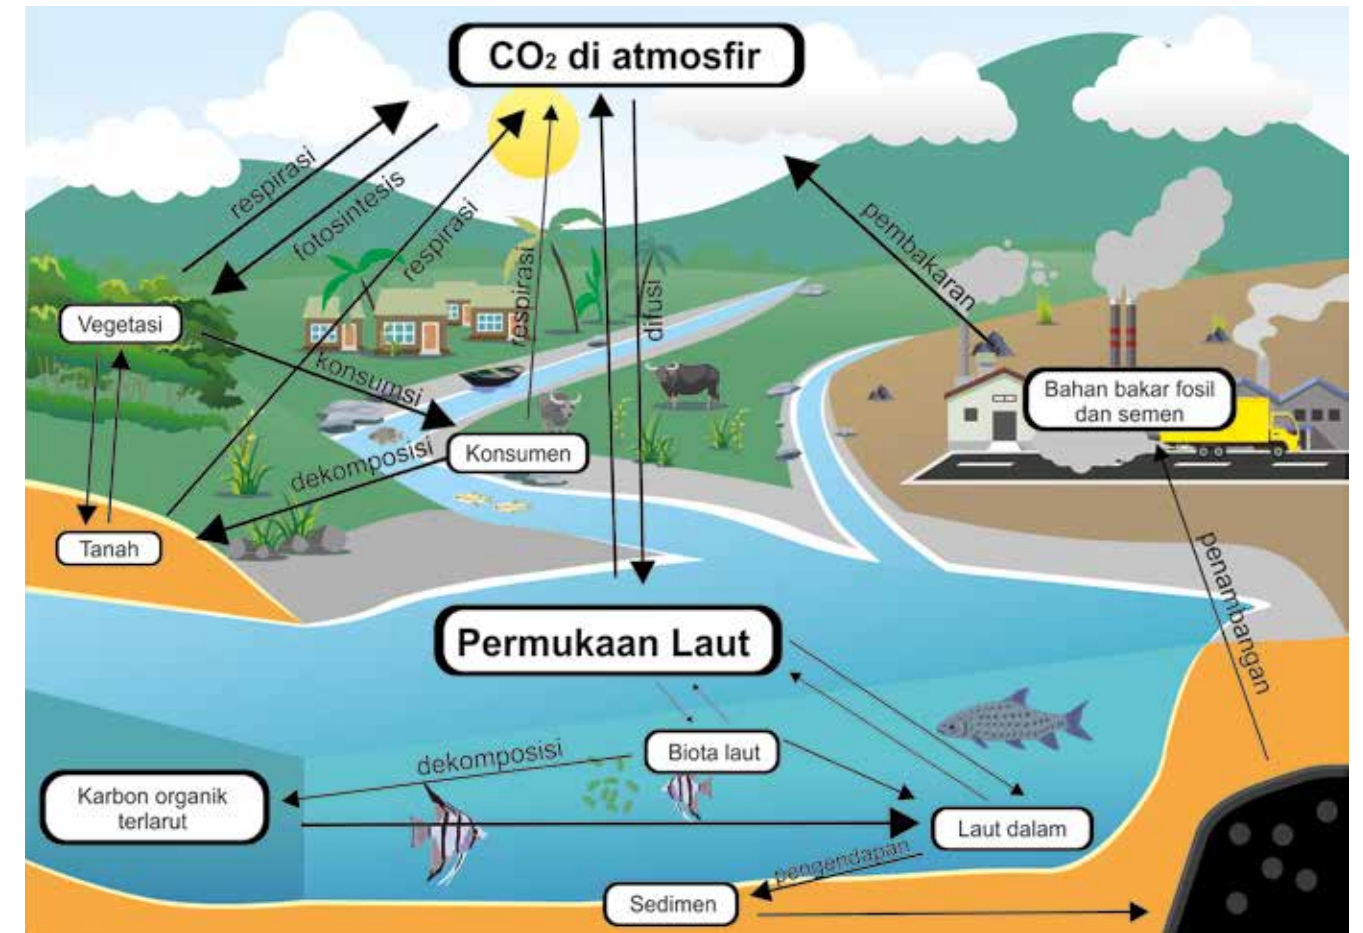 CO₂ di atmosfir
respirasi
fotosintesis
respirasi
respirasi
difusi
pembakaran
Vegetasi
konsumsi
Konsumen
dekomposisi
Bahan bakar fosil
dan semen
Tanah
penambangan
Permukaan Laut
Biota laut
dekomposisi
Karbon organik
terlarut
Laut dalam
pengendapan
Sedimen